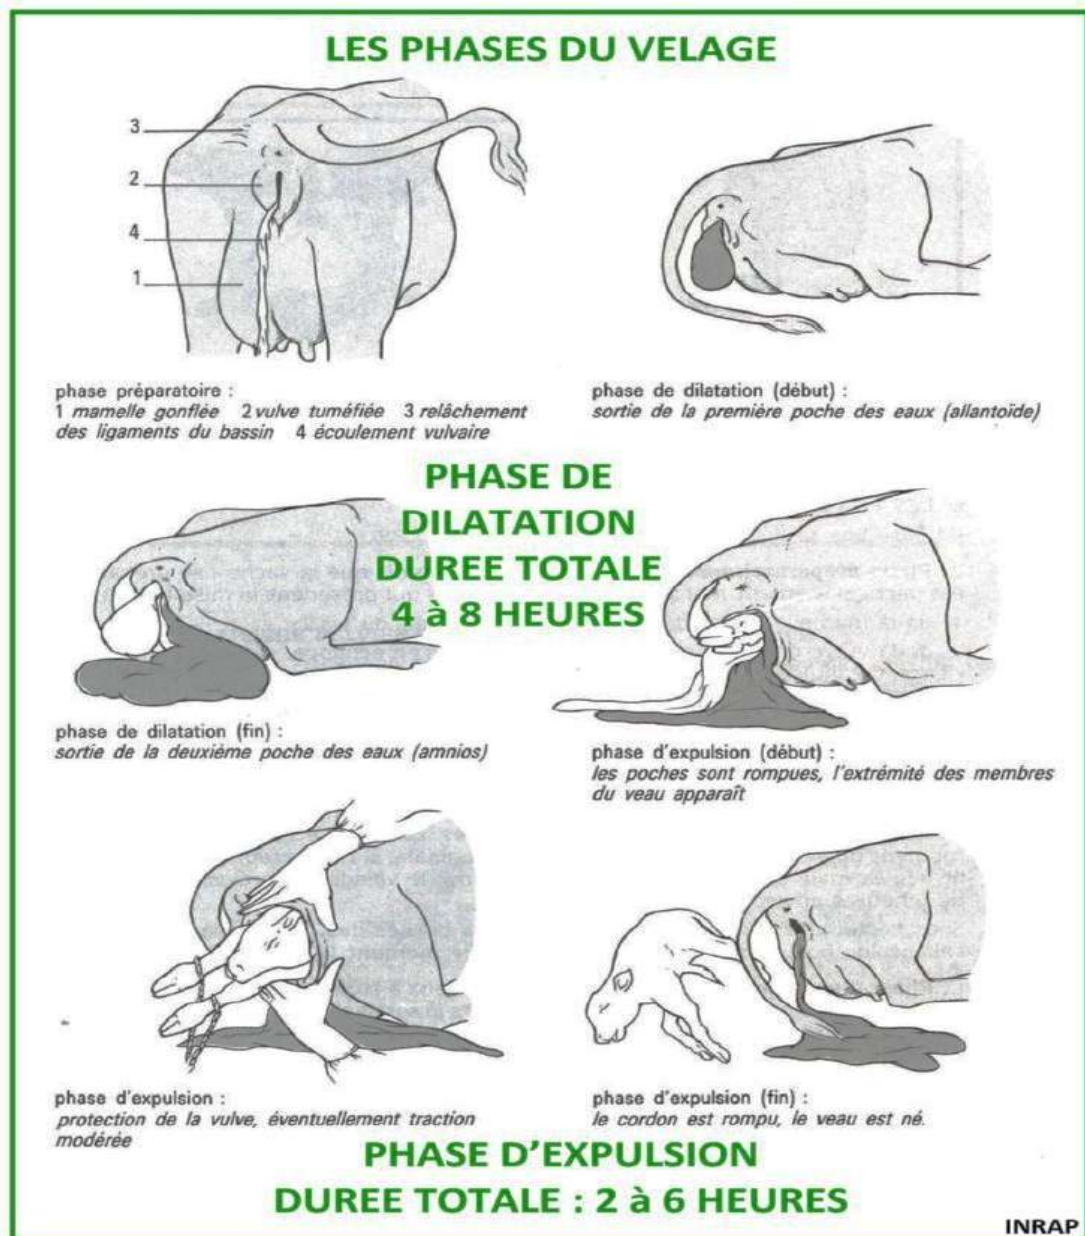 LES PHASES DU VELAGE
3
2
4
1
phase préparatoire :
1 mamelle gonflée 2 vulve tuméfiée 3 relâchement
des ligaments du bassin 4 écoulement vulvaire
phase de dilatation (début) :
sortie de la première poche des eaux (allantoïde)
PHASE DE
DILATATION
DUREE TOTALE
4 à 8 HEURES
phase de dilatation (fin) :
sortie de la deuxième poche des eaux (amnios)
phase d'expulsion (début) :
les poches sont rompues, l'extrémité des membres
du veau apparaît
phase d'expulsion :
protection de la vulve, éventuellement traction
modérée
phase d'expulsion (fin) :
le cordon est rompu, le veau est né.
PHASE D'EXPULSION
DUREE TOTALE : 2 à 6 HEURES
INRAP